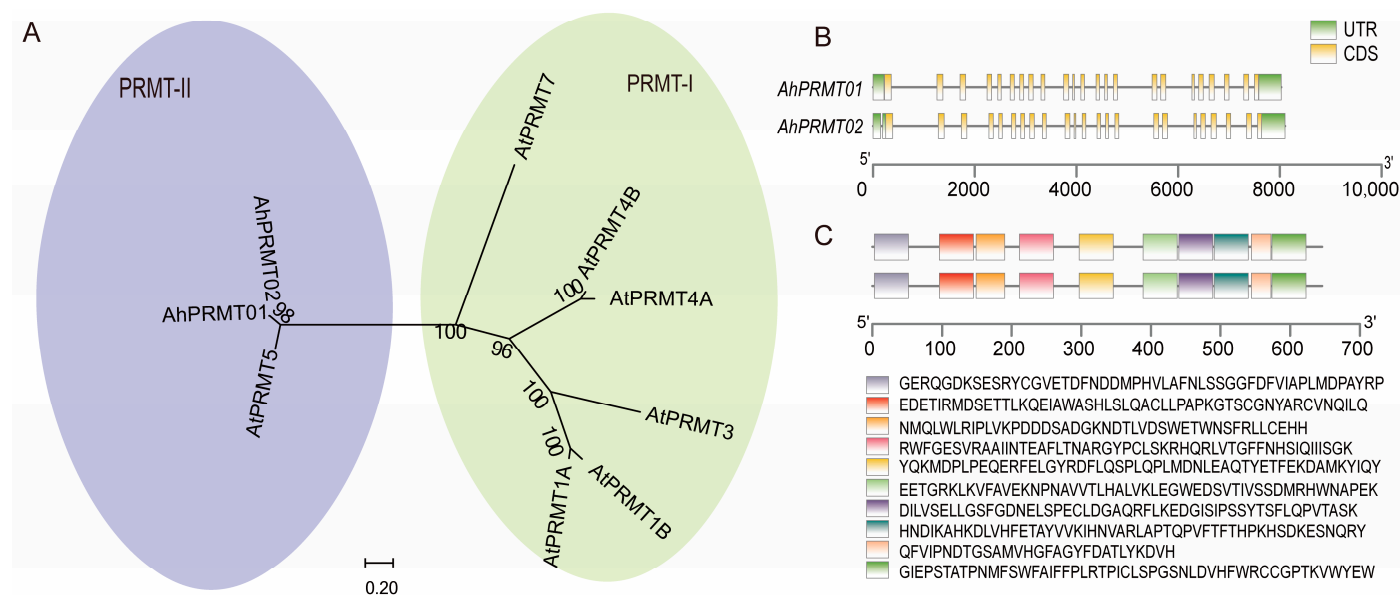 A
PRMT-II
PRMT-I
AtPRMT7
AtPRMT4B
100
AtPRMT4A
AhPRMT02
AhPRMT01
98
AtPRMT5
100
96
100
AtPRMT3
100
AtPRMT1B
AtPRMT1A
0.20
B
UTR
CDS
AhPRMT01
AhPRMT02
5' 3'
0 2000 4000 6000 8000 10,000
C
5' 3'
0 100 200 300 400 500 600 700
GERQGDKSESRYCGVETDFNDDMPHVLAFNLSSGGFDFVIAPLMDPAYRP
EDETIRMDSETTLKQEIAWASHLSLQACLLPAPKGTSCGNYARCVNQILQ
NMQLWLRIPLVKPDDDSADGKNDTLVDSWETWNSFRLLCEHH
RWFGESVRAAIINTEAFLTNARGYPCLSKRHQRLVTGFFNHSIQIIISGK
YQKMDPLPEQERFELGYRDFLQSPLQPLMDNLEAQTYETFEKDAMKYIQY
EETGRKLKVFAVEKNPNAVVTLHALVKLEGWEDSVTIVSSDMRHWNAPEK
DILVSELLGSFGDNELSPECLDGAQRFLKEDGISIPSSYTSFLQPVTASK
HNDIKAHKDLVHFETAYVVKIHNVARLAPTQPVFTFTHPKHSDKESNQRY
QFVIPNDTGSAMVHGFAGYFDATLYKDVH
GIEPSTATPNMFSWFAIFFPLRTPICLSPGSNLDVHFWRCCGPTKVWYEW